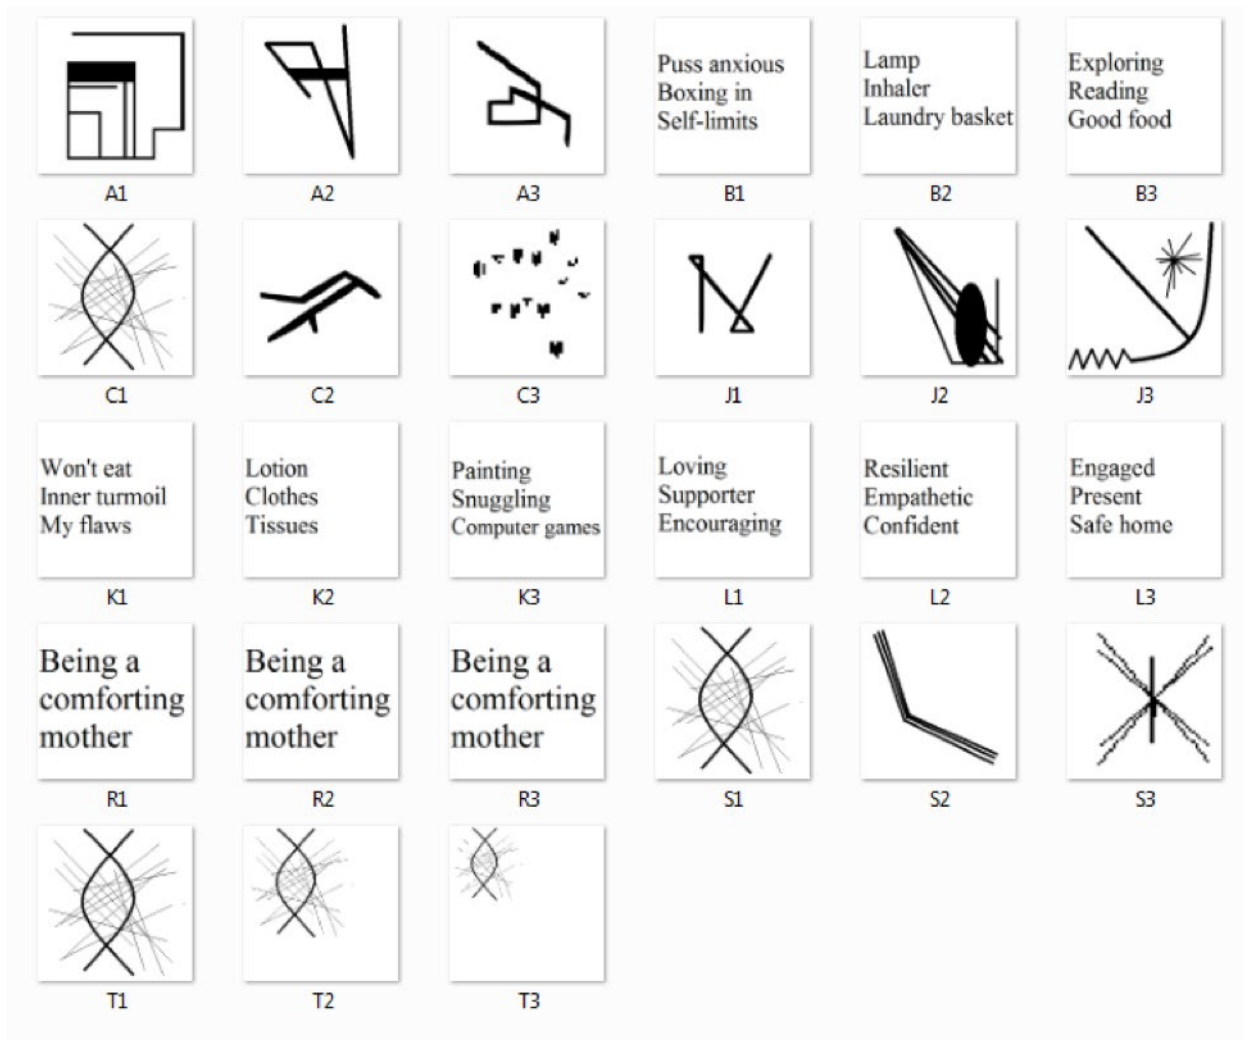 A1
A2
A3
Puss anxious
Boxing in
Self-limits
B1
Lamp
Inhaler
Laundry basket
B2
Exploring
Reading
Good food
B3
C1
C2
C3
J1
J2
J3
Won't eat
Inner turmoil
My flaws
K1
Lotion
Clothes
Tissues
K2
Painting
Snuggling
Computer games
K3
Loving
Supporter
Encouraging
L1
Resilient
Empathetic
Confident
L2
Engaged
Present
Safe home
L3
Being a
comforting
mother
R1
Being a
comforting
mother
R2
Being a
comforting
mother
R3
S1
S2
S3
T1
T2
T3